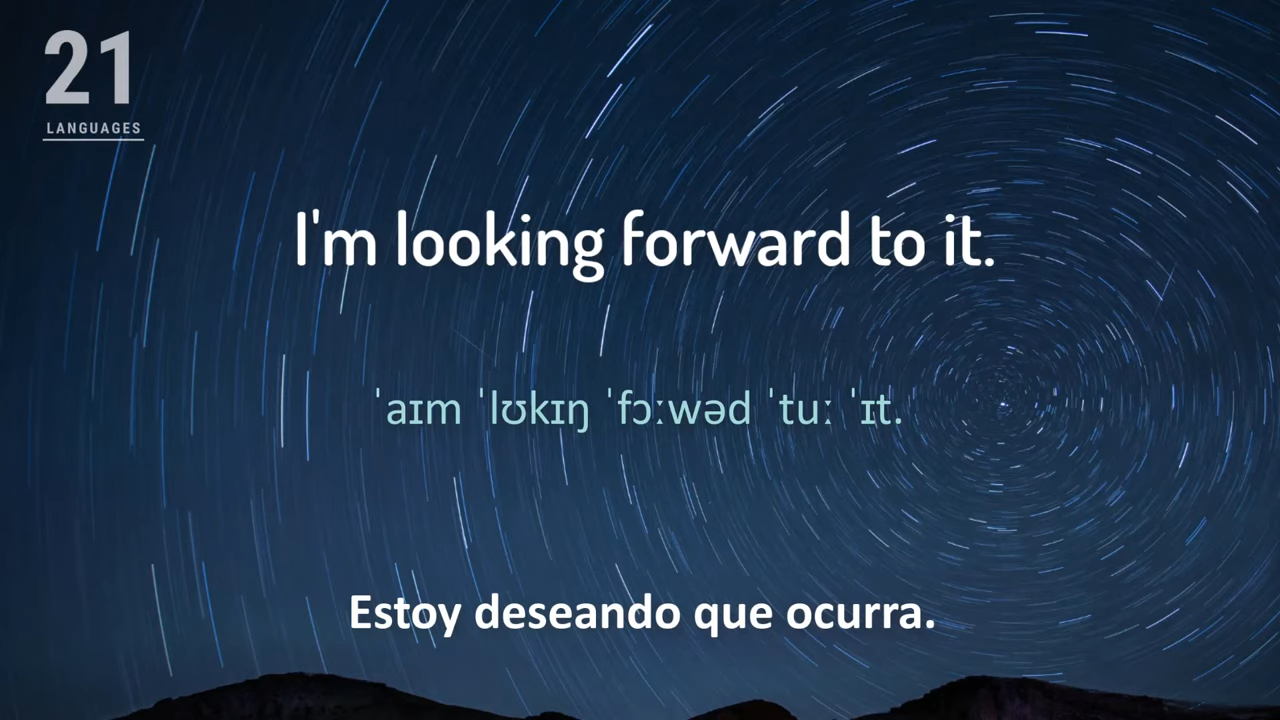 21
LANGUAGES
I'm looking forward to it.
ˈaɪm ˈlʊkɪŋ ˈfɔːwəd ˈtuː ˈɪt.
Estoy deseando que ocurra.